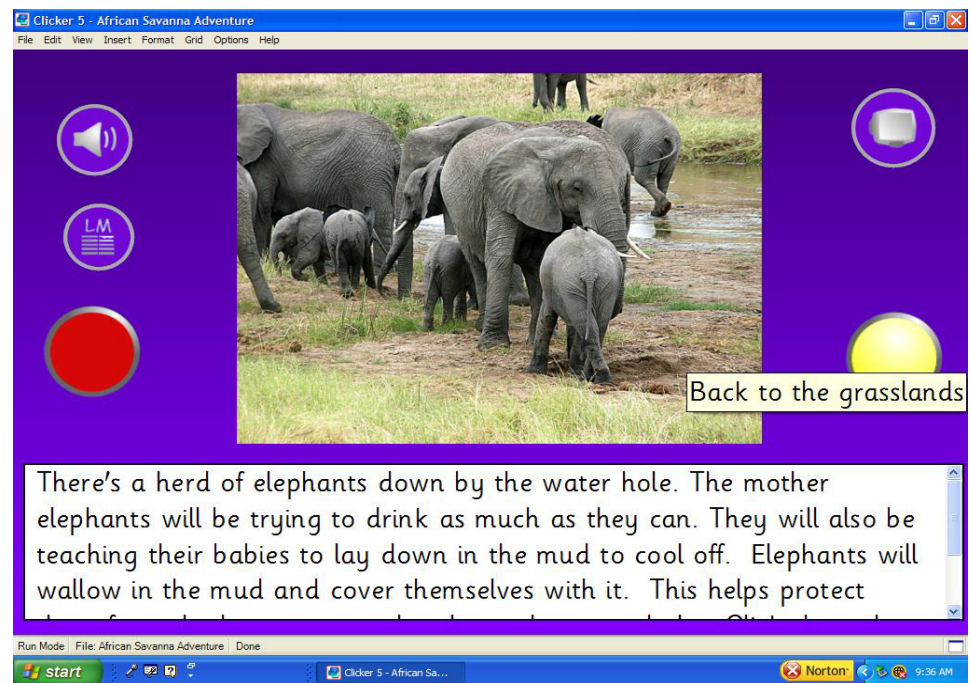 Clicker 5 - African Savanna Adventure
File Edit View Insert Format Grid Options Help
LM
Back to the grasslands
There's a herd of elephants down by the water hole. The mother
elephants will be trying to drink as much as they can. They will also be
teaching their babies to lay down in the mud to cool off.  Elephants will
wallow in the mud and cover themselves with it.  This helps protect
Run Mode File: African Savanna Adventure Done
start
Clicker 5 - African Sa...
Norton
9:36 AM